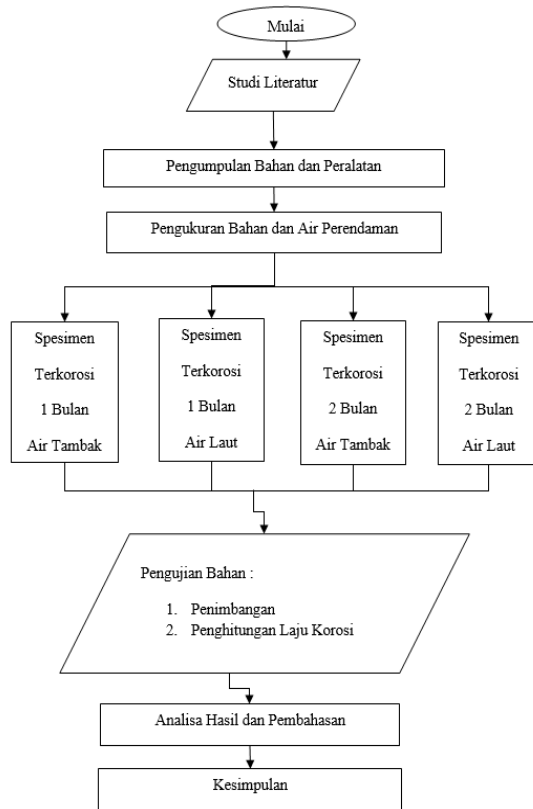 Mulai
Studi Literatur
Pengumpulan Bahan dan Peralatan
Pengukuran Bahan dan Air Perendaman
Spesimen
Terkorosi
1 Bulan
Air Tambak
Spesimen
Terkorosi
1 Bulan
Air Laut
Spesimen
Terkorosi
2 Bulan
Air Tambak
Spesimen
Terkorosi
2 Bulan
Air Laut
Pengujian Bahan :
1. Penimbangan
2. Penghitungan Laju Korosi
Analisa Hasil dan Pembahasan
Kesimpulan